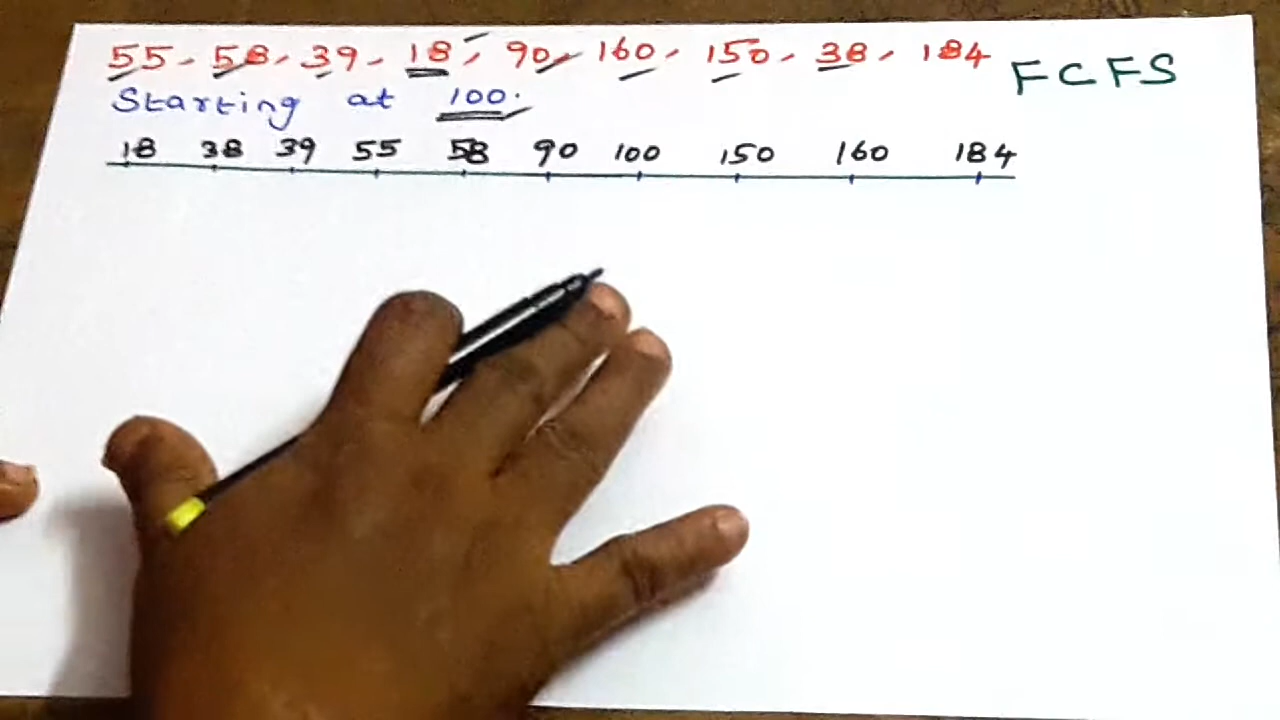 55, 58, 39, 18, 90, 160, 150, 38, 184
FCFS
Starting at 100.
18 38 39 55 58 90 100 150 160 184